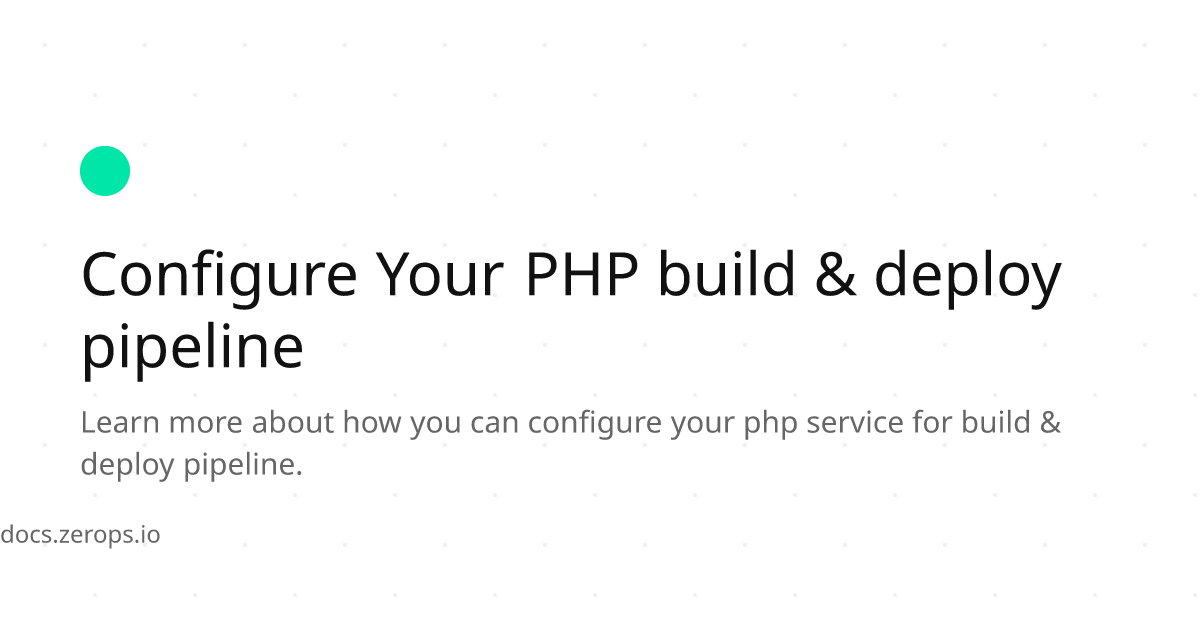 Configure Your PHP build & deploy
pipeline
Learn more about how you can configure your php service for build &
deploy pipeline.
docs.zerops.io